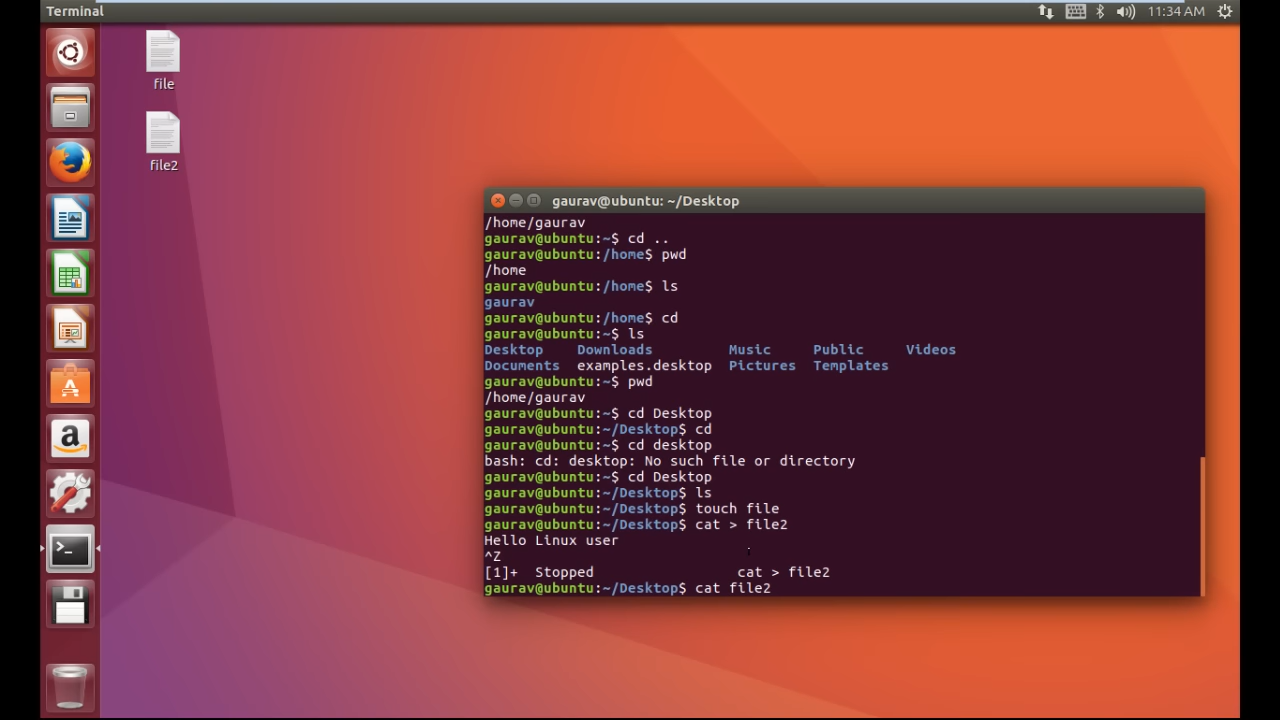 Terminal
11:34 AM
file
file2
gaurav@ubuntu: ~/Desktop
/home/gaurav
gaurav@ubuntu:~$ cd ..
gaurav@ubuntu:/home$ pwd
/home
gaurav@ubuntu:/home$ ls
gaurav
gaurav@ubuntu:/home$ cd
gaurav@ubuntu:~$ ls
Desktop Downloads Music Public Videos
Documents examples.desktop Pictures Templates
gaurav@ubuntu:~$ pwd
/home/gaurav
gaurav@ubuntu:~$ cd Desktop
gaurav@ubuntu:~/Desktop$ cd
gaurav@ubuntu:~$ cd desktop
bash: cd: desktop: No such file or directory
gaurav@ubuntu:~$ cd Desktop
gaurav@ubuntu:~/Desktop$ ls
gaurav@ubuntu:~/Desktop$ touch file
gaurav@ubuntu:~/Desktop$ cat > file2
Hello Linux user
^Z
[1]+ Stopped cat > file2
gaurav@ubuntu:~/Desktop$ cat file2